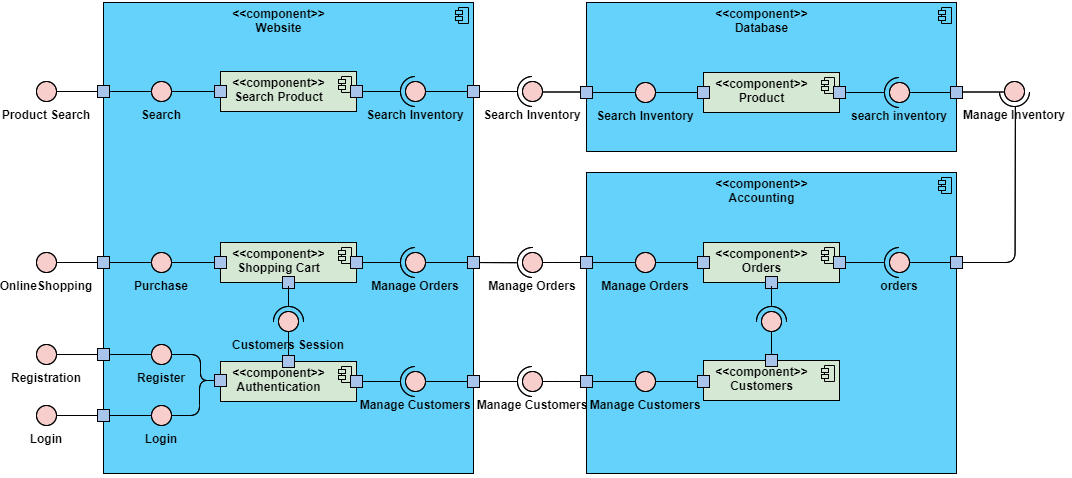 <<component>>
Website
<<component>>
Database
<<component>>
Search Product
<<component>>
Product
Product Search
Search
Search Inventory
Search Inventory
Search Inventory
search inventory
Manage Inventory
<<component>>
Accounting
<<component>>
Shopping Cart
<<component>>
Orders
OnlineShopping
Purchase
Manage Orders
Manage Orders
Manage Orders
orders
Customers Session
<<component>>
Authentication
<<component>>
Customers
Registration
Register
Manage Customers
Manage Customers
Manage Customers
Login
Login